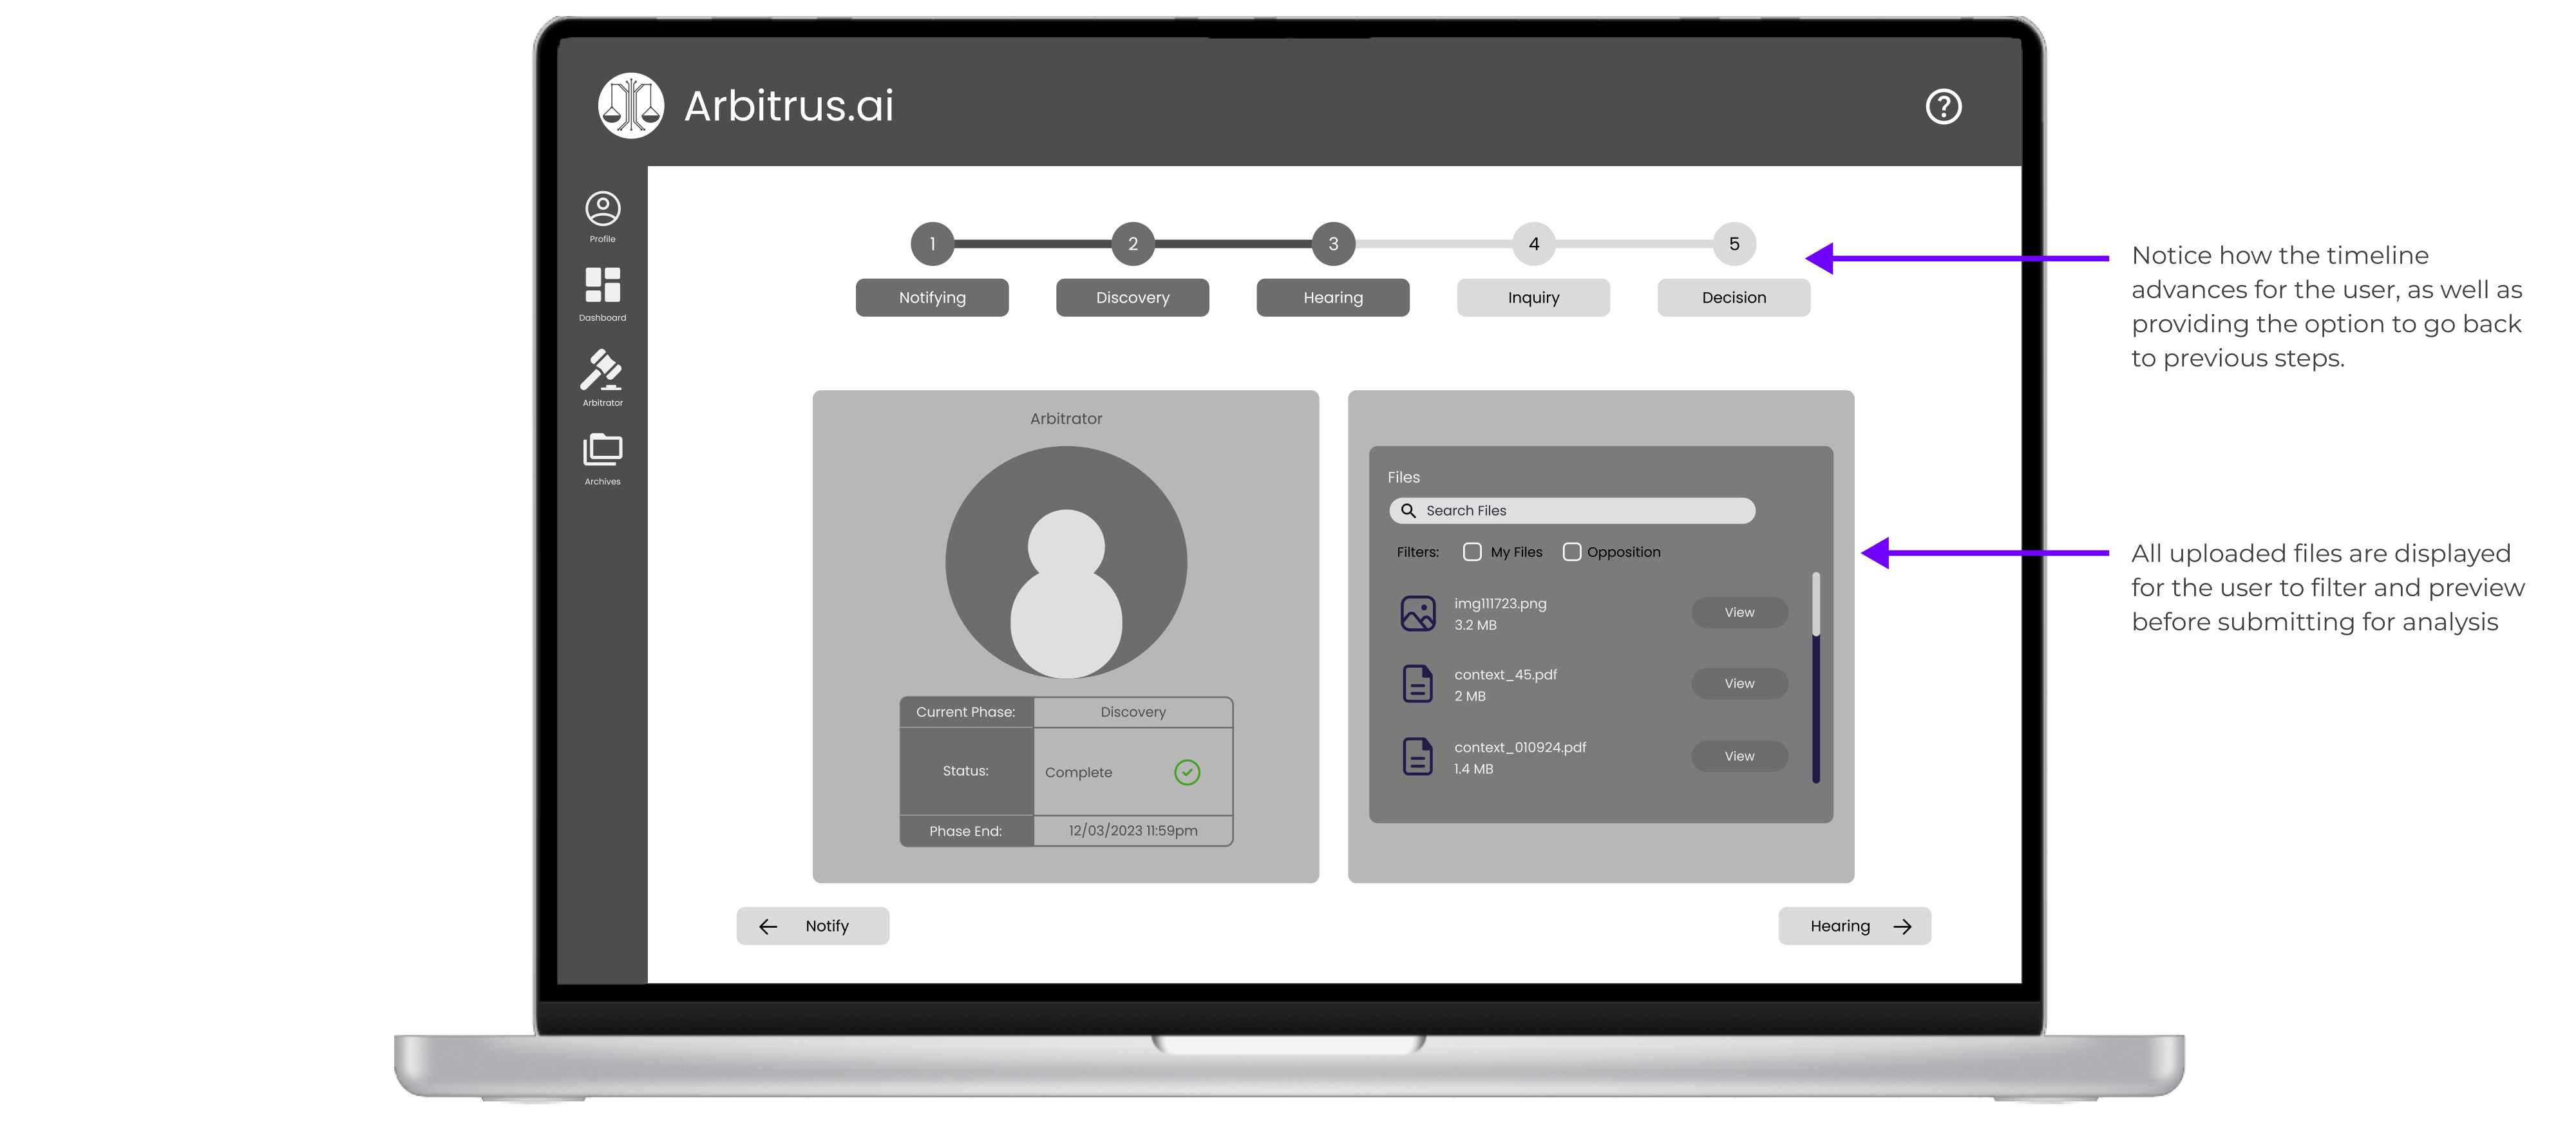 Arbitrus.ai
Profile
Dashboard
Arbitrator
Archives
1
2
3
4
5
Notifying
Discovery
Hearing
Inquiry
Decision
Notice how the timeline
advances for the user, as well as
providing the option to go back
to previous steps.
Arbitrator
Current Phase:
Discovery
Status:
Complete
Phase End:
12/03/2023 11:59pm
Files
Search Files
Filters:
My Files
Opposition
img111723.png
3.2 MB
View
context_45.pdf
2 MB
View
context_010924.pdf
1.4 MB
View
All uploaded files are displayed
for the user to filter and preview
before submitting for analysis
Notify
Hearing